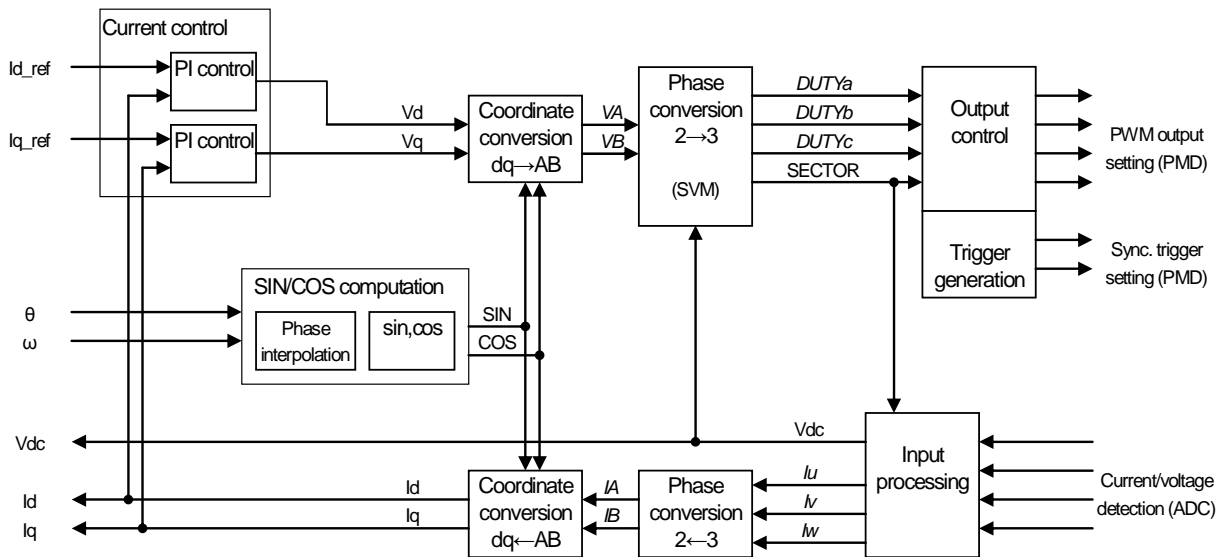 Current control
Id_ref
PI control
Iq_ref
PI control
Vd
Vq
Coordinate
conversion
dq→AB
VA
VB
Phase
conversion
2→3
(SVM)
DUTYa
DUTYb
DUTYc
SECTOR
Output
control
PWM output
setting (PMD)
Trigger
generation
Sync. trigger
setting (PMD)
SIN/COS computation
θ
ω
Phase
interpolation
sin,cos
SIN
COS
Vdc
Vdc
Id
Iq
Id
Iq
Coordinate
conversion
dq←AB
IA
IB
Phase
conversion
2←3
Iu
Iv
Iw
Input
processing
Current/voltage
detection (ADC)